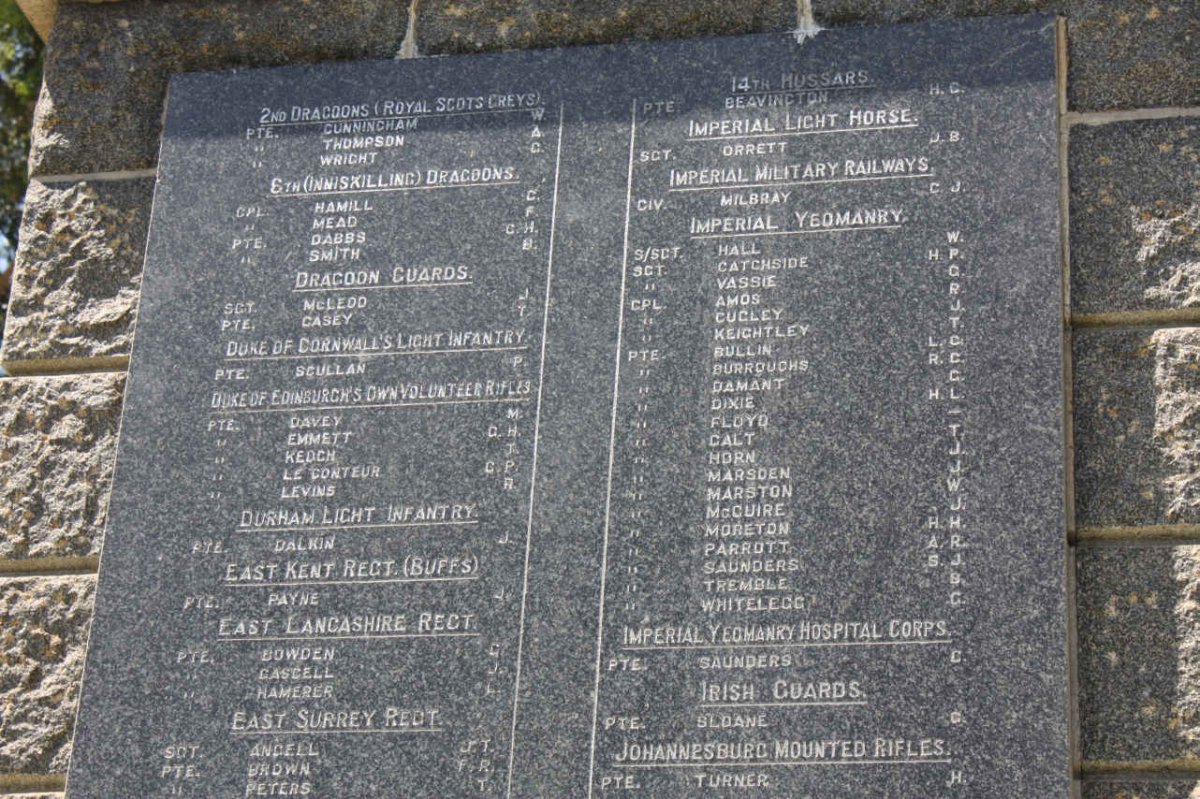 2ND DRAGOONS (ROYAL SCOTS GREYS).
PTE. CUNNINGHAM W.
,, THOMPSON A.
,, WRIGHT G.
6TH (INNISKILLING) DRAGOONS.
CPL. HAMILL C.
,, MEAD F.
PTE. DABBS G. H.
,, SMITH B.
DRAGOON GUARDS.
SGT. McLEOD J.
PTE. CASEY T.
DUKE OF CORNWALL'S LIGHT INFANTRY.
PTE. SCULLAN P.
DUKE OF EDINBURGH'S OWN VOLUNTEER RIFLES
PTE. DAVEY M.
,, EMMETT G. H.
,, KEOGH T.
,, LE CONTEUR C. P.
,, LEVINS R.
DURHAM LIGHT INFANTRY.
PTE. DALKIN J.
EAST KENT REGT. (BUFFS)
PTE. PAYNE J.
EAST LANCASHIRE REGT.
PTE. BOWDEN G.
,, GASGELL J.
,, HAMERER
EAST SURREY REGT.
SGT. ANGELL J. T.
PTE. BROWN F. R.
,, PETERS T.
14TH HUSSARS.
PTE BEAVINGTON H. G.
IMPERIAL LIGHT HORSE.
SGT. ORRETT J. B.
IMPERIAL MILITARY RAILWAYS
CIV. MILBRAY C. J.
IMPERIAL YEOMANRY.
S/SGT. HALL W.
SGT. CATCHSIDE H. P.
,, VASSIE G.
CPL. AMOS R.
,, CUGLEY J.
,, KEIGHTLEY T.
PTE. BULLIN L. C.
,, BURROUGHS R. C.
,, DAMANT C.
,, DIXIE H. L.
,, FLOYD —
,, GALT T.
,, HORN J.
,, MARSDEN J.
,, MARSTON W.
,, McGUIRE J.
,, MORETON H. H.
,, PARROTT A. R.
,, SAUNDERS S. J.
,, TREMBLE B.
,, WHITELEGG G.
IMPERIAL YEOMANRY HOSPITAL CORPS.
PTE. SAUNDERS G.
IRISH GUARDS.
PTE. SLOANE G.
JOHANNESBURG MOUNTED RIFLES.
PTE. TURNER H.